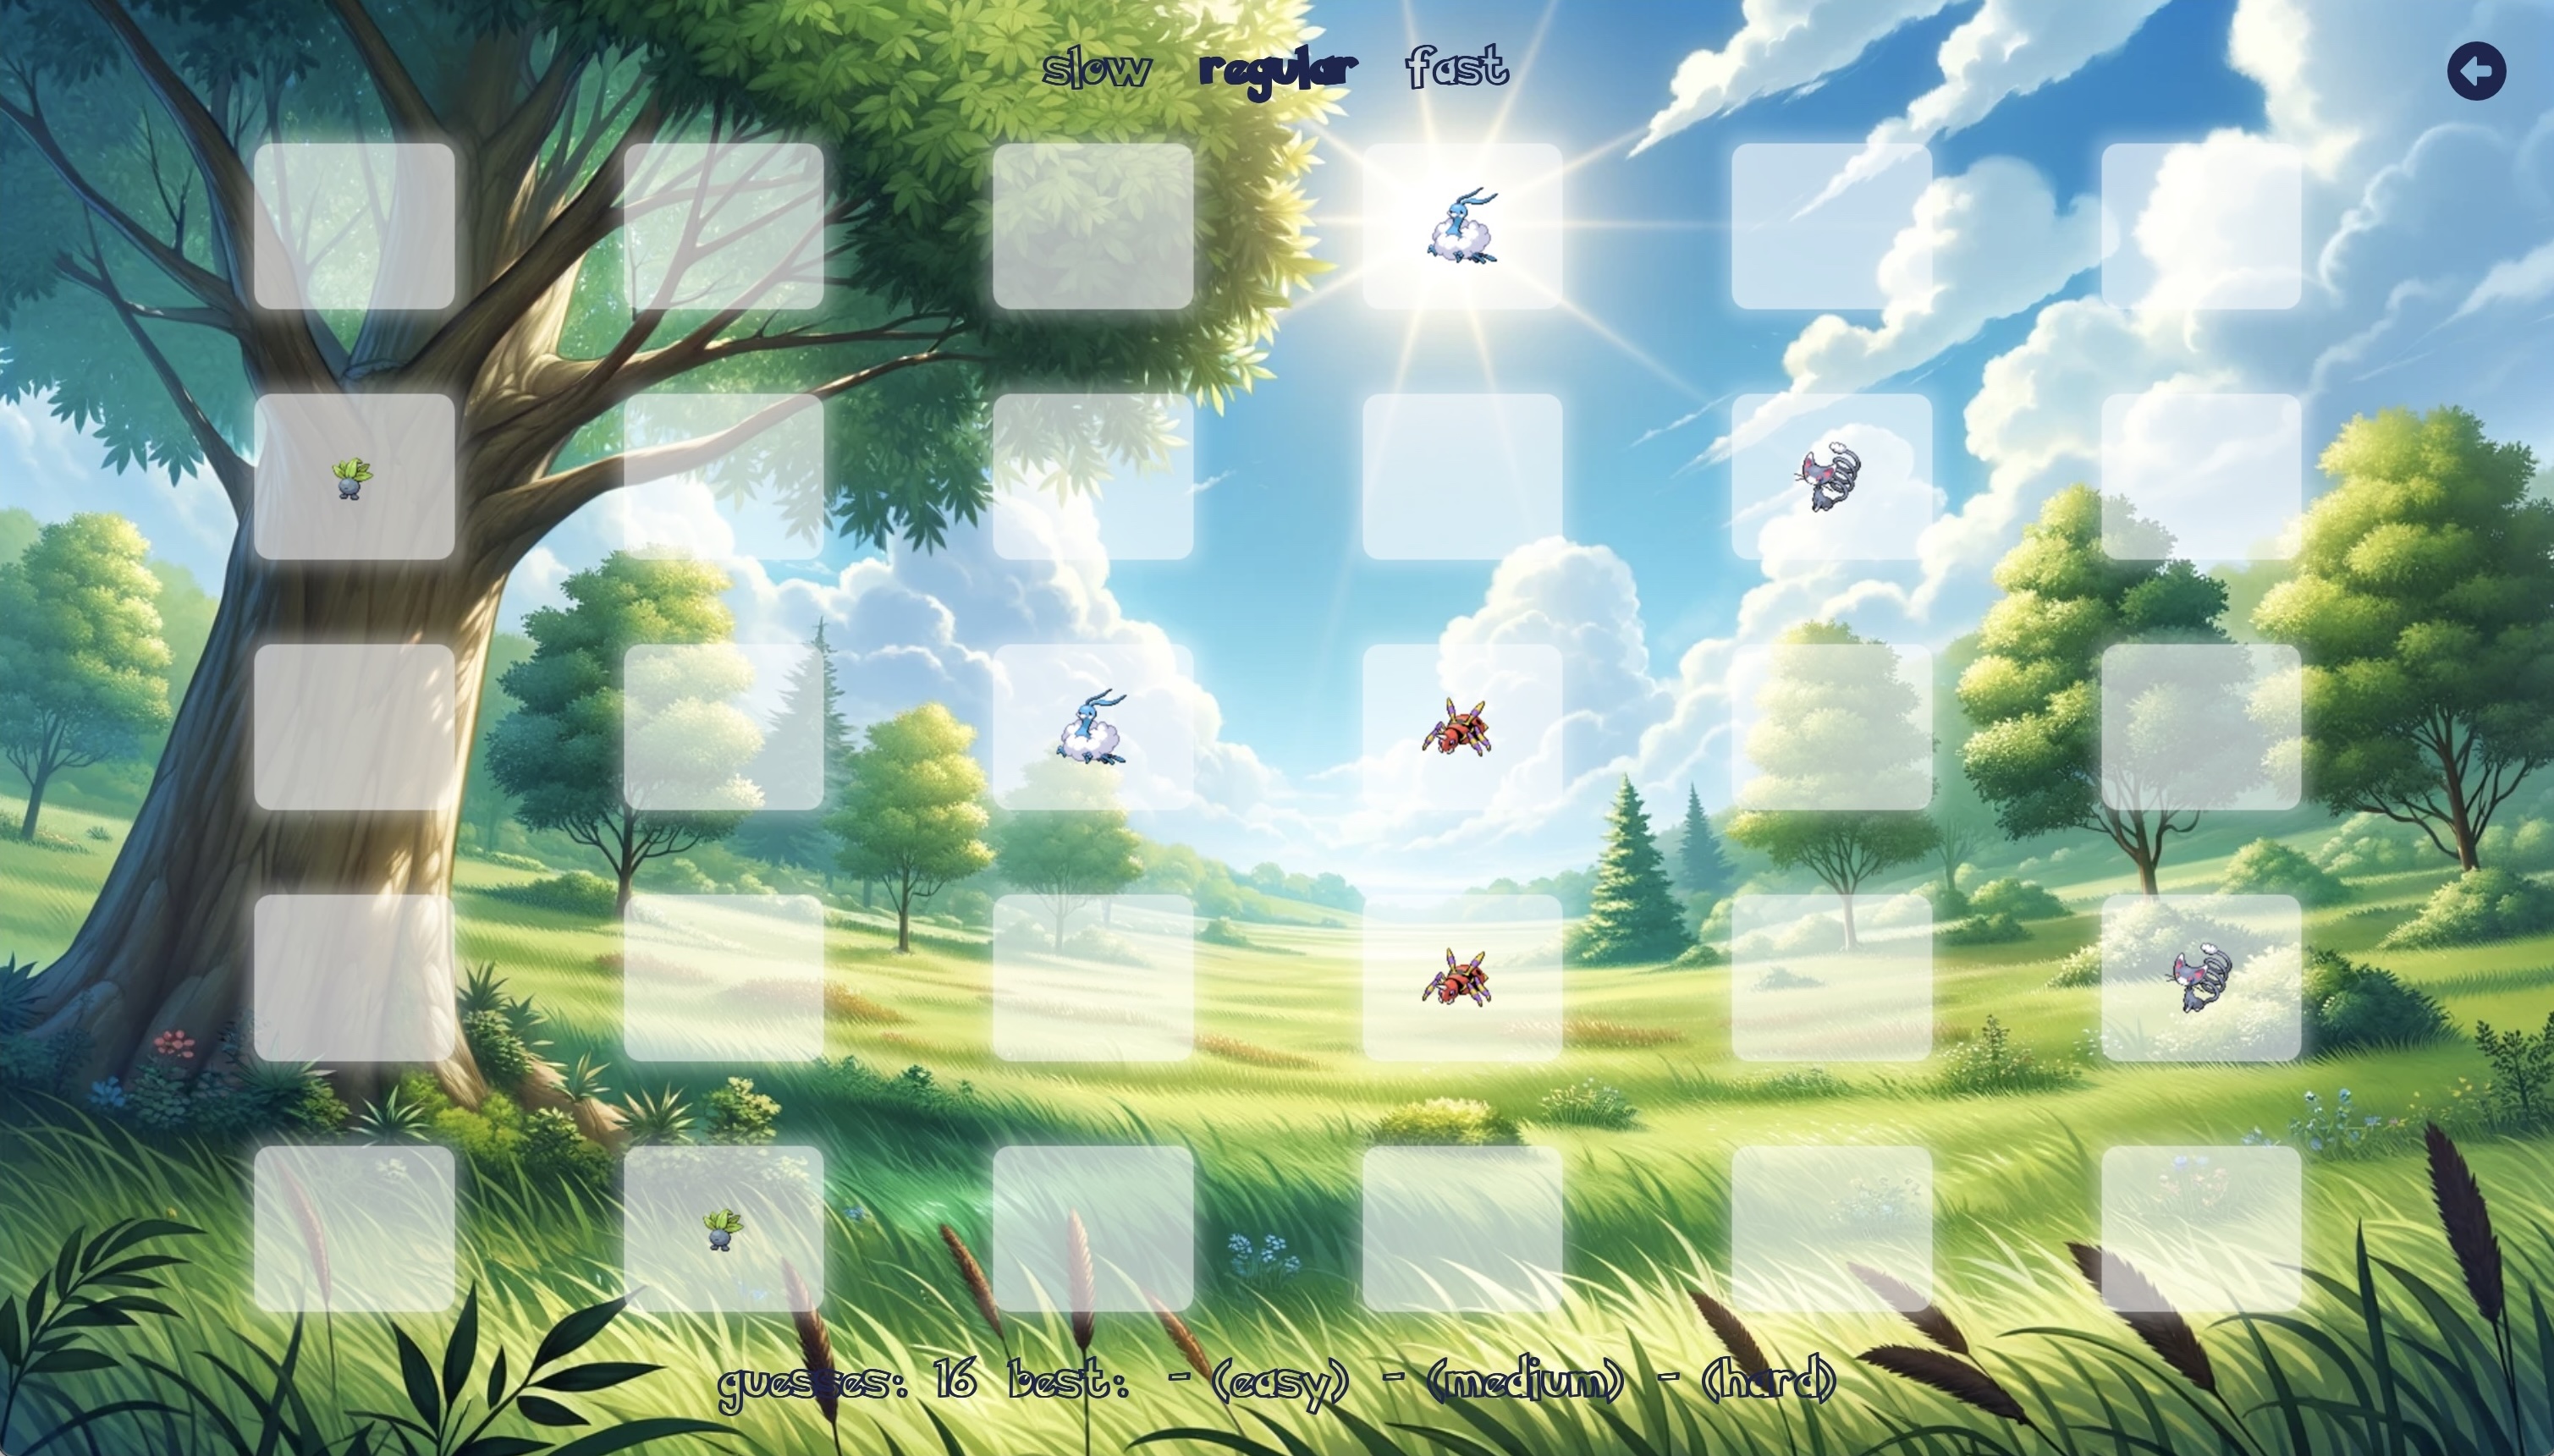 slow regular fast
guesses: 16 best: - (easy) - (medium) - (hard)